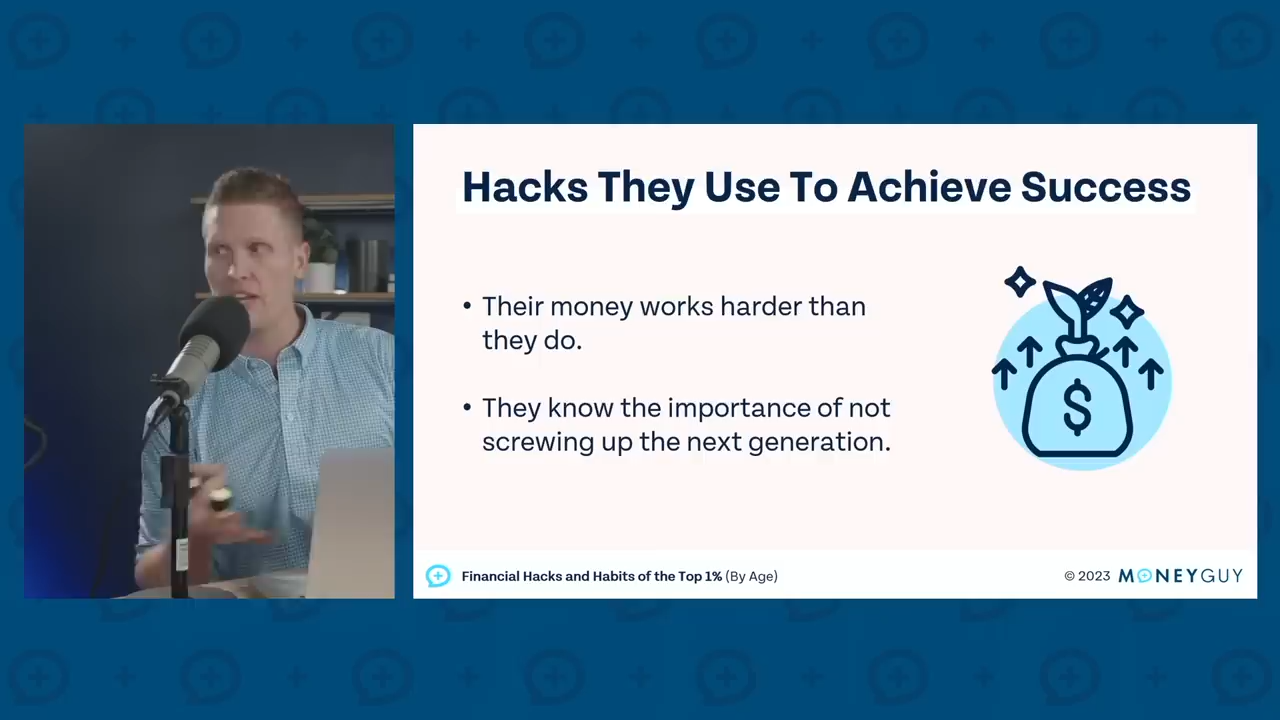 Hacks They Use To Achieve Success
• Their money works harder than
they do.
• They know the importance of not
screwing up the next generation.
$
Financial Hacks and Habits of the Top 1% (By Age)
© 2023 MONEYGUY